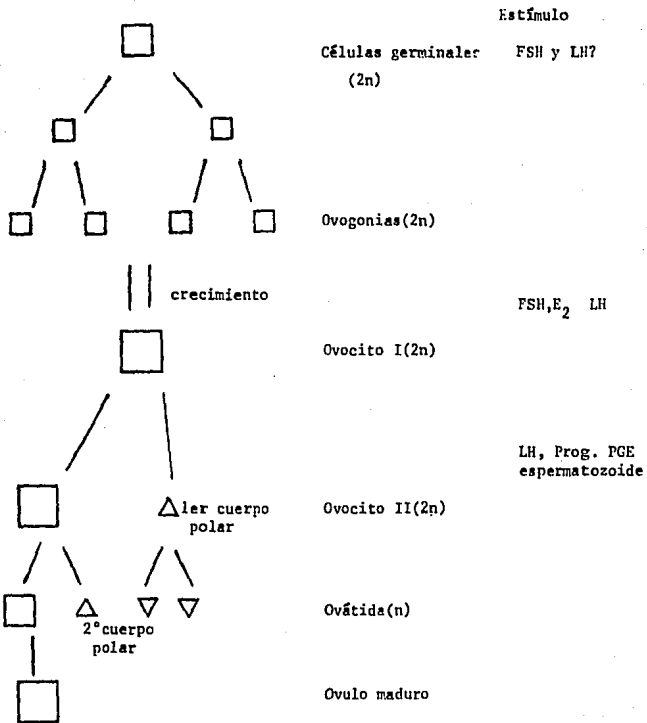 Estímulo
Células germinaler FSH y LH?
(2n)
Ovogonias(2n)
crecimiento
FSH,E2 LH
Ovocito I(2n)
LH, Prog. PGE
espermatozoide
1er cuerpo Ovocito II(2n)
polar
Ovátida(n)
2°cuerpo
polar
Ovulo maduro